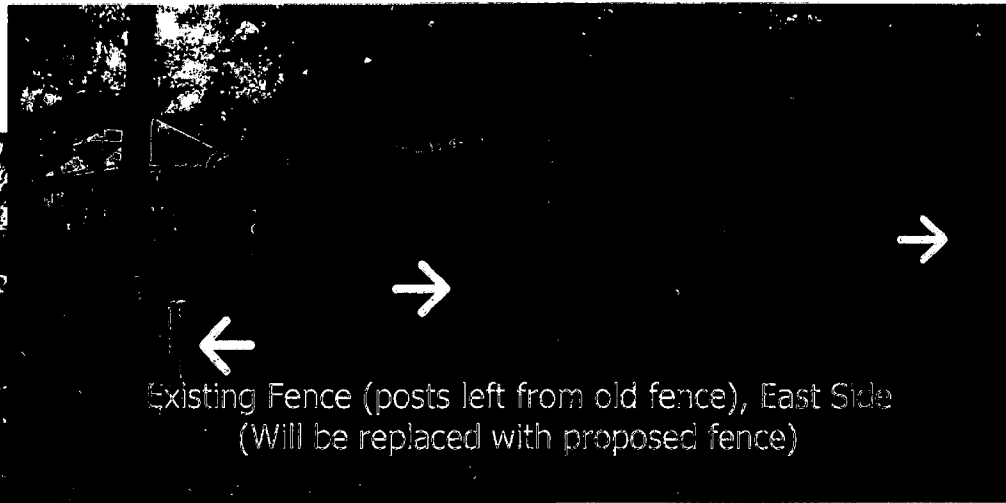 Existing Fence (posts left from old fence), East Side
(Will be replaced with proposed fence)